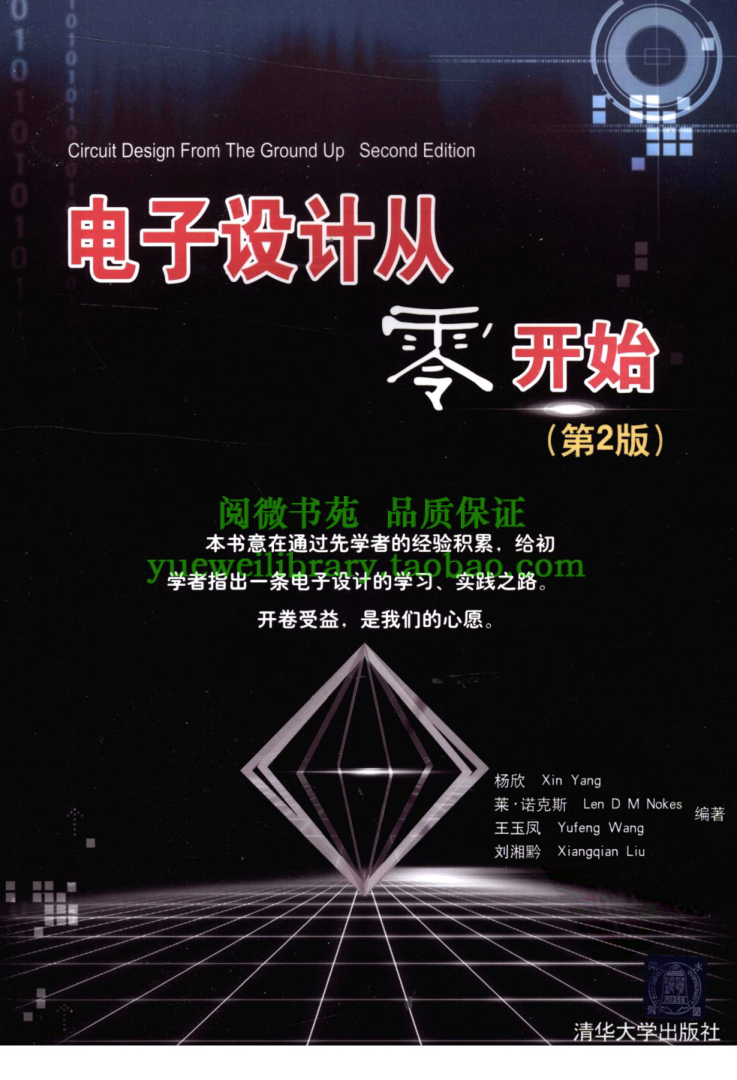 Circuit Design From The Ground Up Second Edition
电子设计从
零开始
（第2版）
阅微书苑 品质保证
本书意在通过先学者的经验积累，给初
yueweilibrary.taobao.com
学者指出一条电子设计的学习、实践之路。
开卷受益，是我们的心愿。
杨欣 Xin Yang
莱·诺克斯 Len D M Nokes
王玉凤 Yufeng Wang
刘湘黔 Xiangqian Liu
编著
清华大学出版社